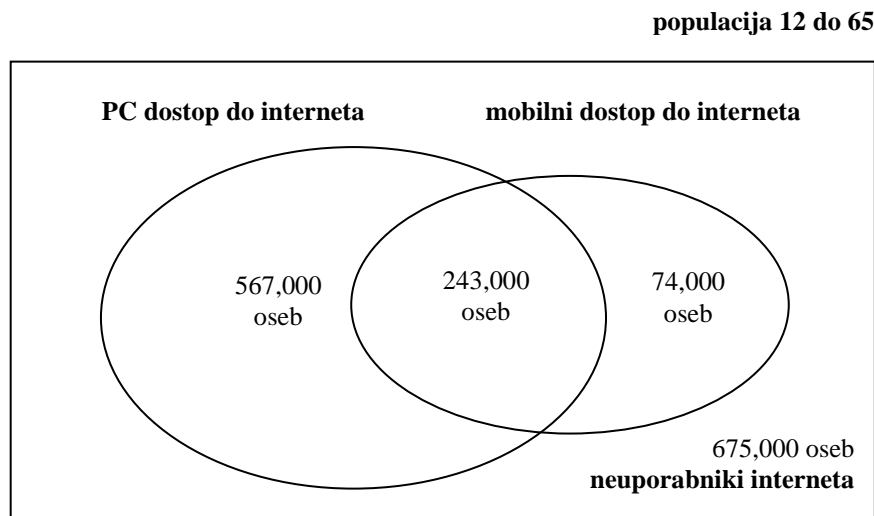 populacija 12 do 65
PC dostop do interneta
mobilni dostop do interneta
567,000
oseb
243,000
oseb
74,000
oseb
675,000 oseb
neuporabniki interneta